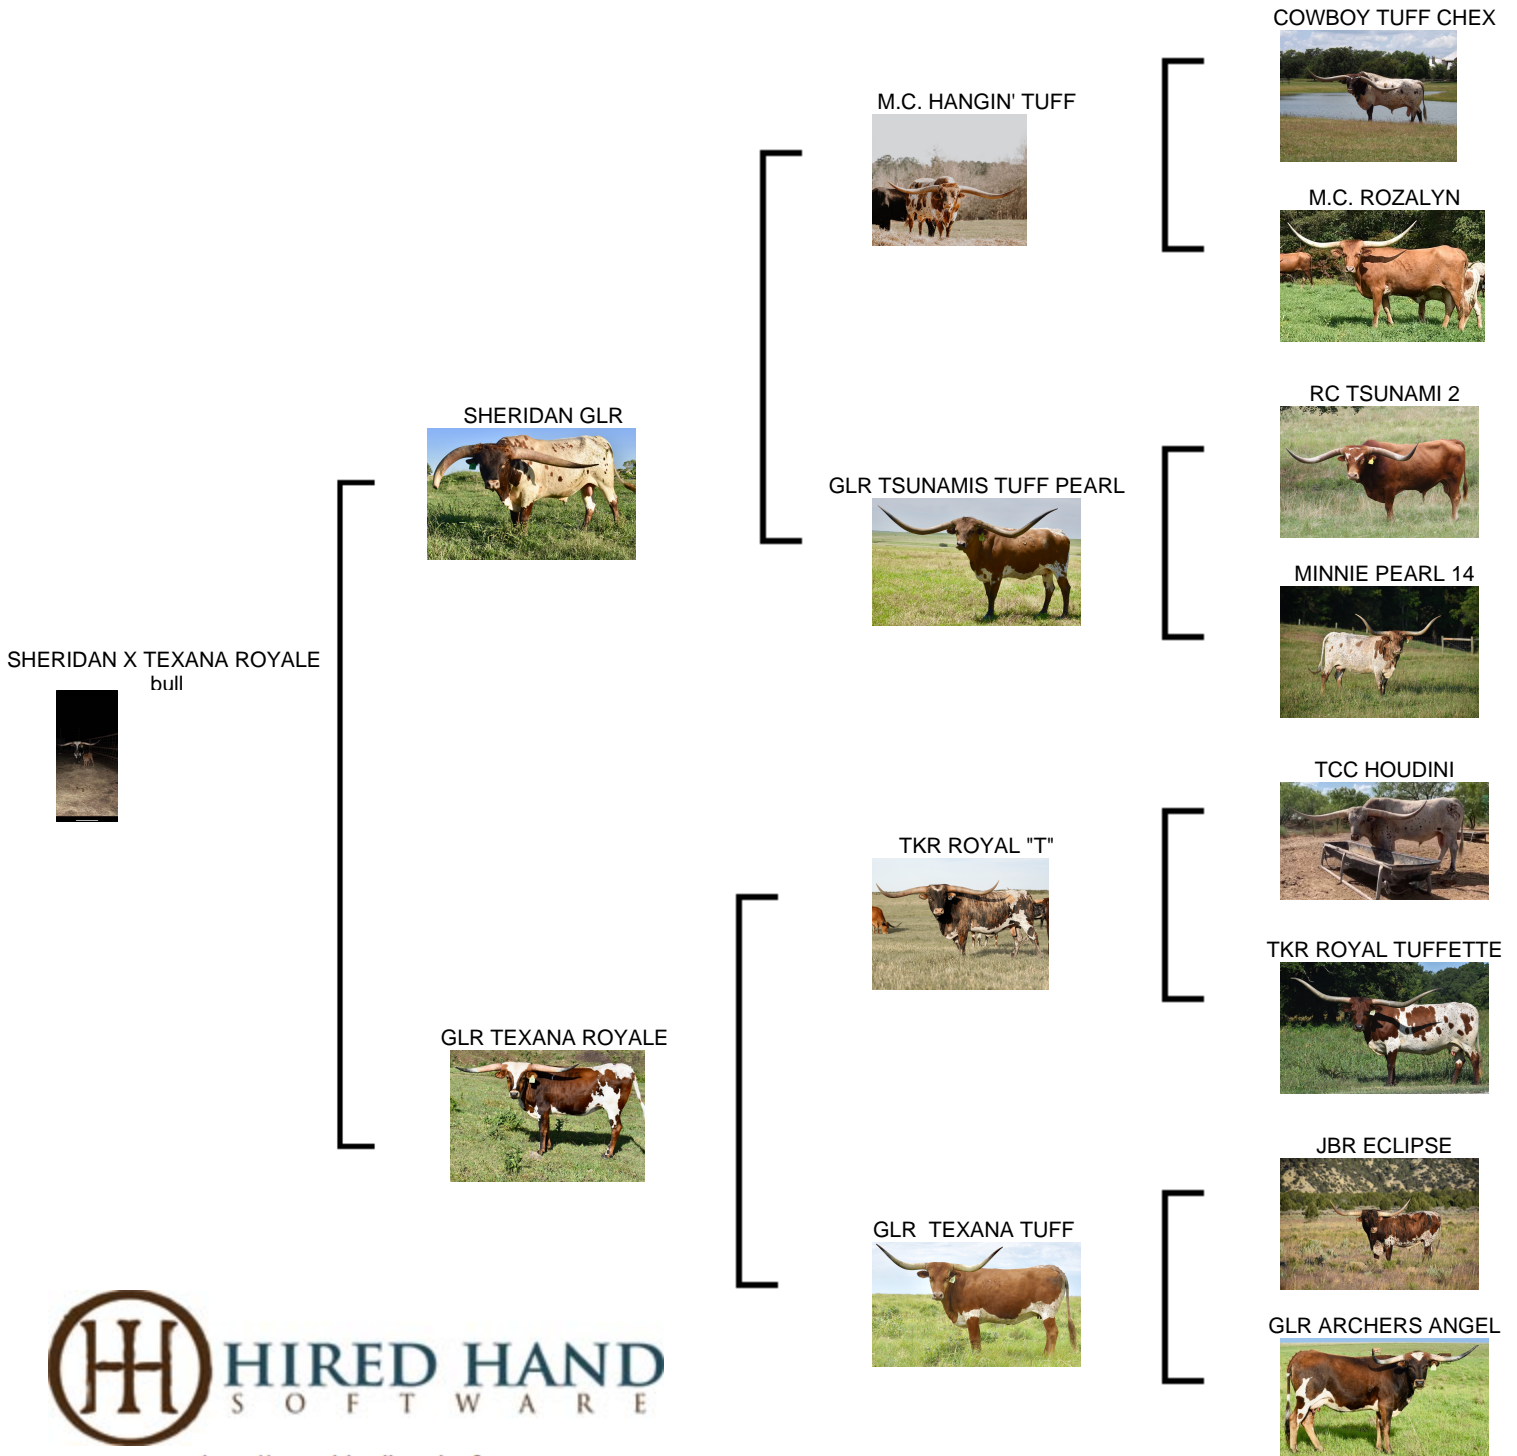 COWBOY TUFF CHEX
M.C. HANGIN' TUFF
M.C. ROZALYN
RC TSUNAMI 2
SHERIDAN GLR
GLR TSUNAMIS TUFF PEARL
MINNIE PEARL 14
SHERIDAN X TEXANA ROYALE
bull
TCC HOUDINI
TKR ROYAL "T"
TKR ROYAL TUFFETTE
GLR TEXANA ROYALE
JBR ECLIPSE
GLR  TEXANA TUFF
GLR ARCHERS ANGEL
HIRED HAND
SOFTWARE